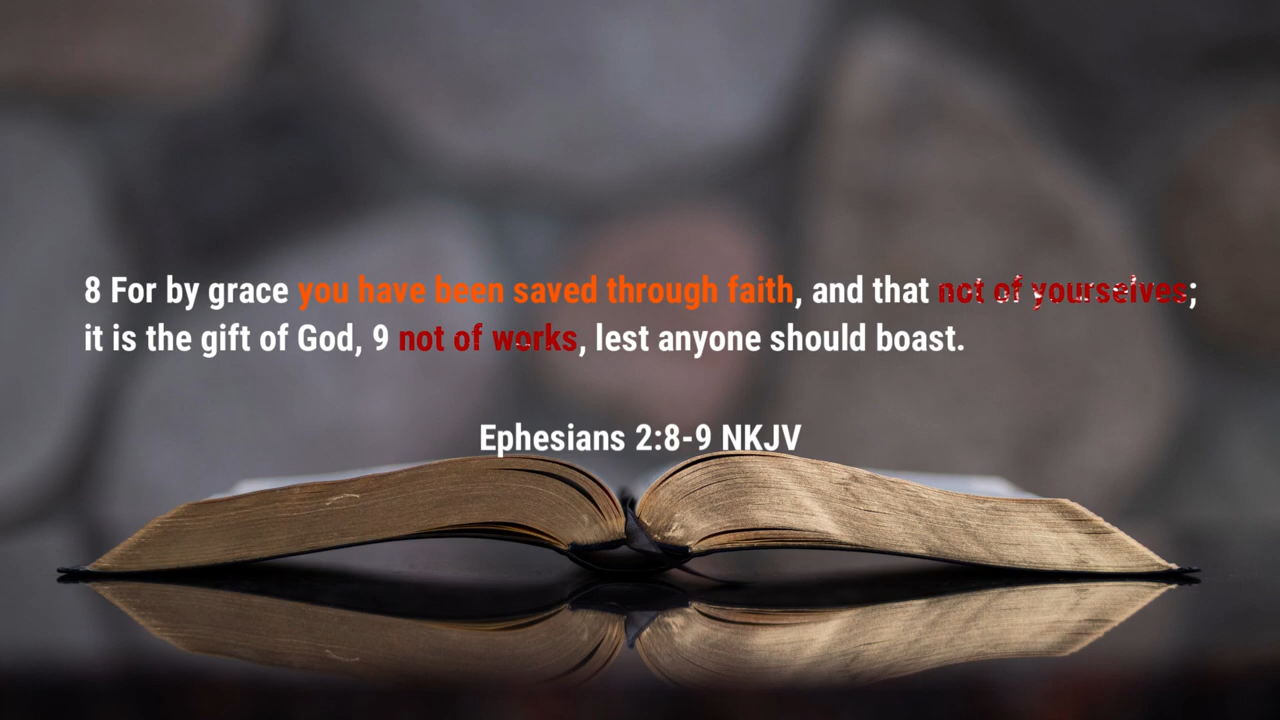 8 For by grace you have been saved through faith, and that not of yourselves;
it is the gift of God, 9 not of works, lest anyone should boast.
Ephesians 2:8-9 NKJV